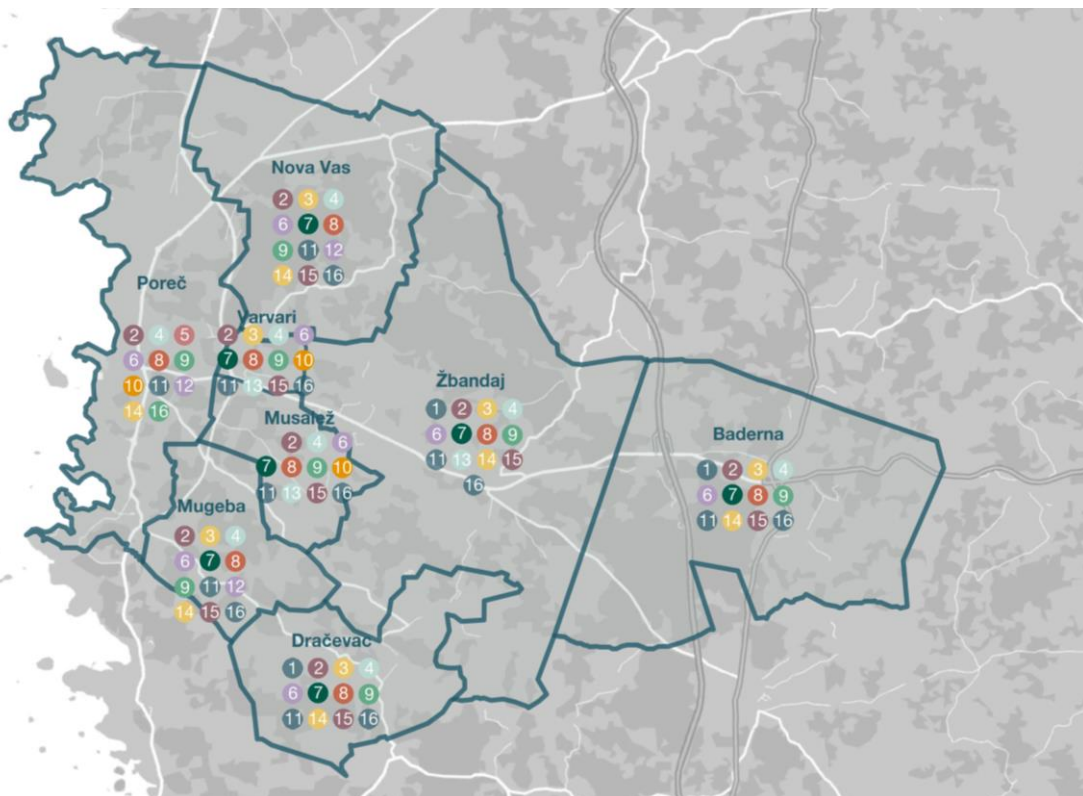 Nova Vas
2 3 4
6 7 8
9 11 12
14 15 16
Poreč
2 4 5
6 8 9
10 11 12
14 16
Varvari
2 3 4 6
7 8 9 10
11 13 15 16
Žbandaj
1 2 3 4
6 7 8 9
11 13 14 15
16
Musalež
2 4 6
7 8 9 10
11 13 15 16
Baderna
1 2 3 4
6 7 8 9
11 14 15 16
Mugeba
2 3 4
6 7 8
9 11 12
14 15 16
Dračevac
1 2 3 4
6 7 8 9
11 14 15 16